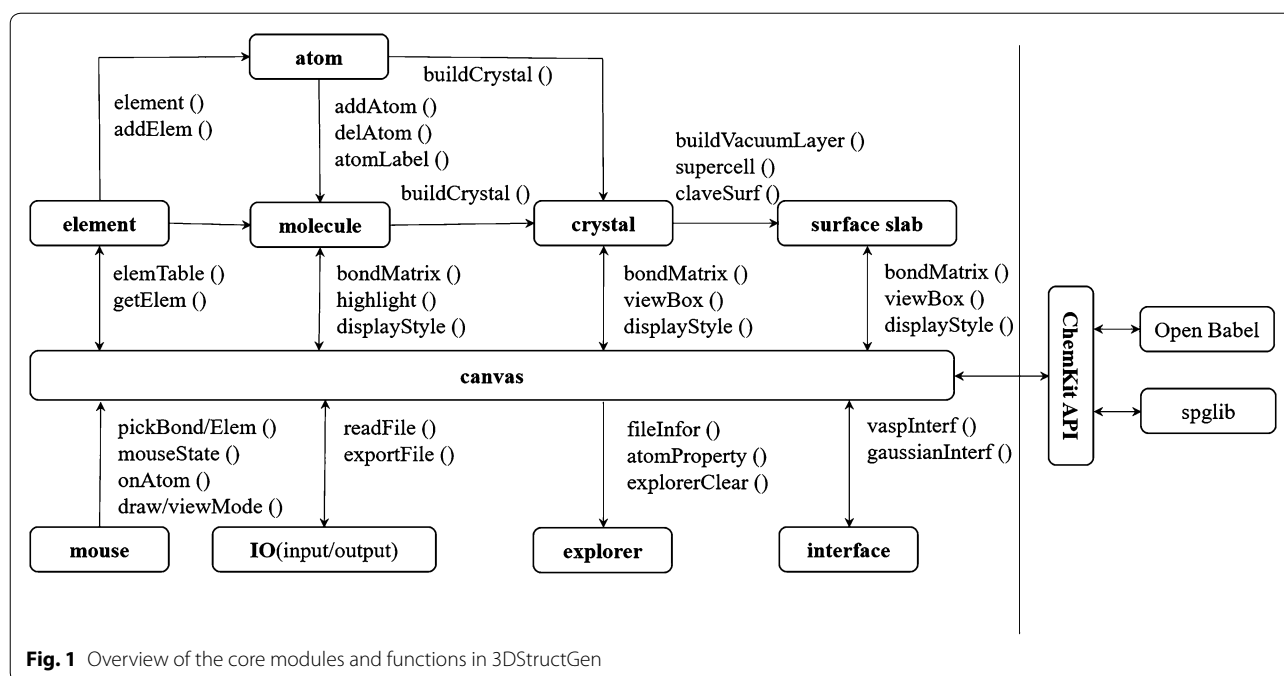 atom
buildCrystal ()
element ()
addElem ()
addAtom ()
delAtom ()
atomLabel ()
buildVacuumLayer ()
supercell ()
claveSurf ()
buildCrystal ()
element
molecule
crystal
surface slab
elemTable ()
getElem ()
bondMatrix ()
highlight ()
displayStyle ()
bondMatrix ()
viewBox ()
displayStyle ()
bondMatrix ()
viewBox ()
displayStyle ()
canvas
ChemKit API
Open Babel
spglib
pickBond/Elem ()
mouseState ()
onAtom ()
draw/viewMode ()
readFile ()
exportFile ()
fileInfor ()
atomProperty ()
explorerClear ()
vaspInterf ()
gaussianInterf ()
mouse
IO(input/output)
explorer
interface
Fig. 1 Overview of the core modules and functions in 3DStructGen